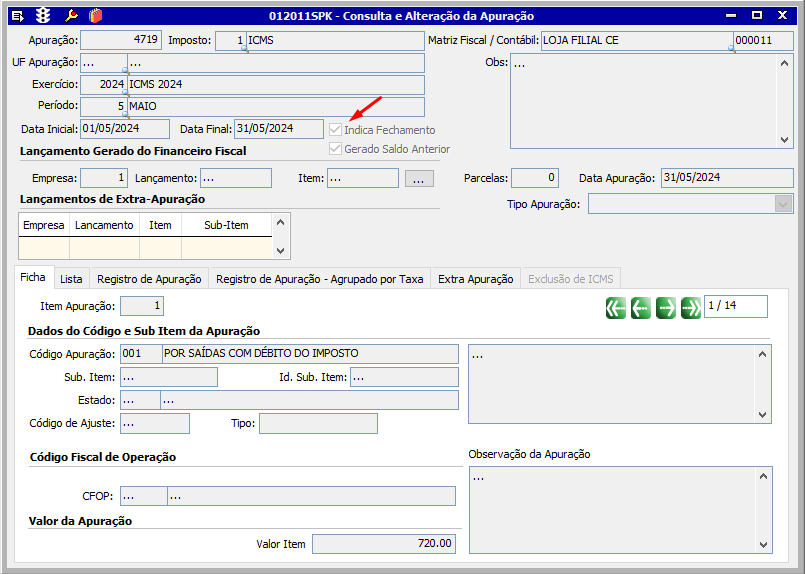 012011SPK - Consulta e Alteração da Apuração
Apuração: 4719 Imposto: 1 ICMS Matriz Fiscal / Contábil: LOJA FILIAL CE 000011
UF Apuração: ... ... Obs: ...
Exercício: 2024 ICMS 2024
Período: 5 MAIO
Data Inicial: 01/05/2024 Data Final: 31/05/2024 Indica Fechamento
Gerado Saldo Anterior
Lançamento Gerado do Financeiro Fiscal
Empresa: 1 Lançamento: ... Item: ... ... Parcelas: 0 Data Apuração: 31/05/2024
Lançamentos de Extra-Apuração
Tipo Apuração:
Empresa Lancamento Item Sub-Item
Ficha Lista Registro de Apuração Registro de Apuração - Agrupado por Taxa Extra Apuração Exclusão de ICMS
Item Apuração: 1 1 / 14
Dados do Código e Sub Item da Apuração
Código Apuração: 001 POR SAÍDAS COM DÉBITO DO IMPOSTO ...
Sub. Item: ... Id. Sub. Item: ...
Estado: ... ...
Código de Ajuste: ... Tipo:
Código Fiscal de Operação Observação da Apuração
...
CFOP: ... ...
Valor da Apuração
Valor Item 720.00